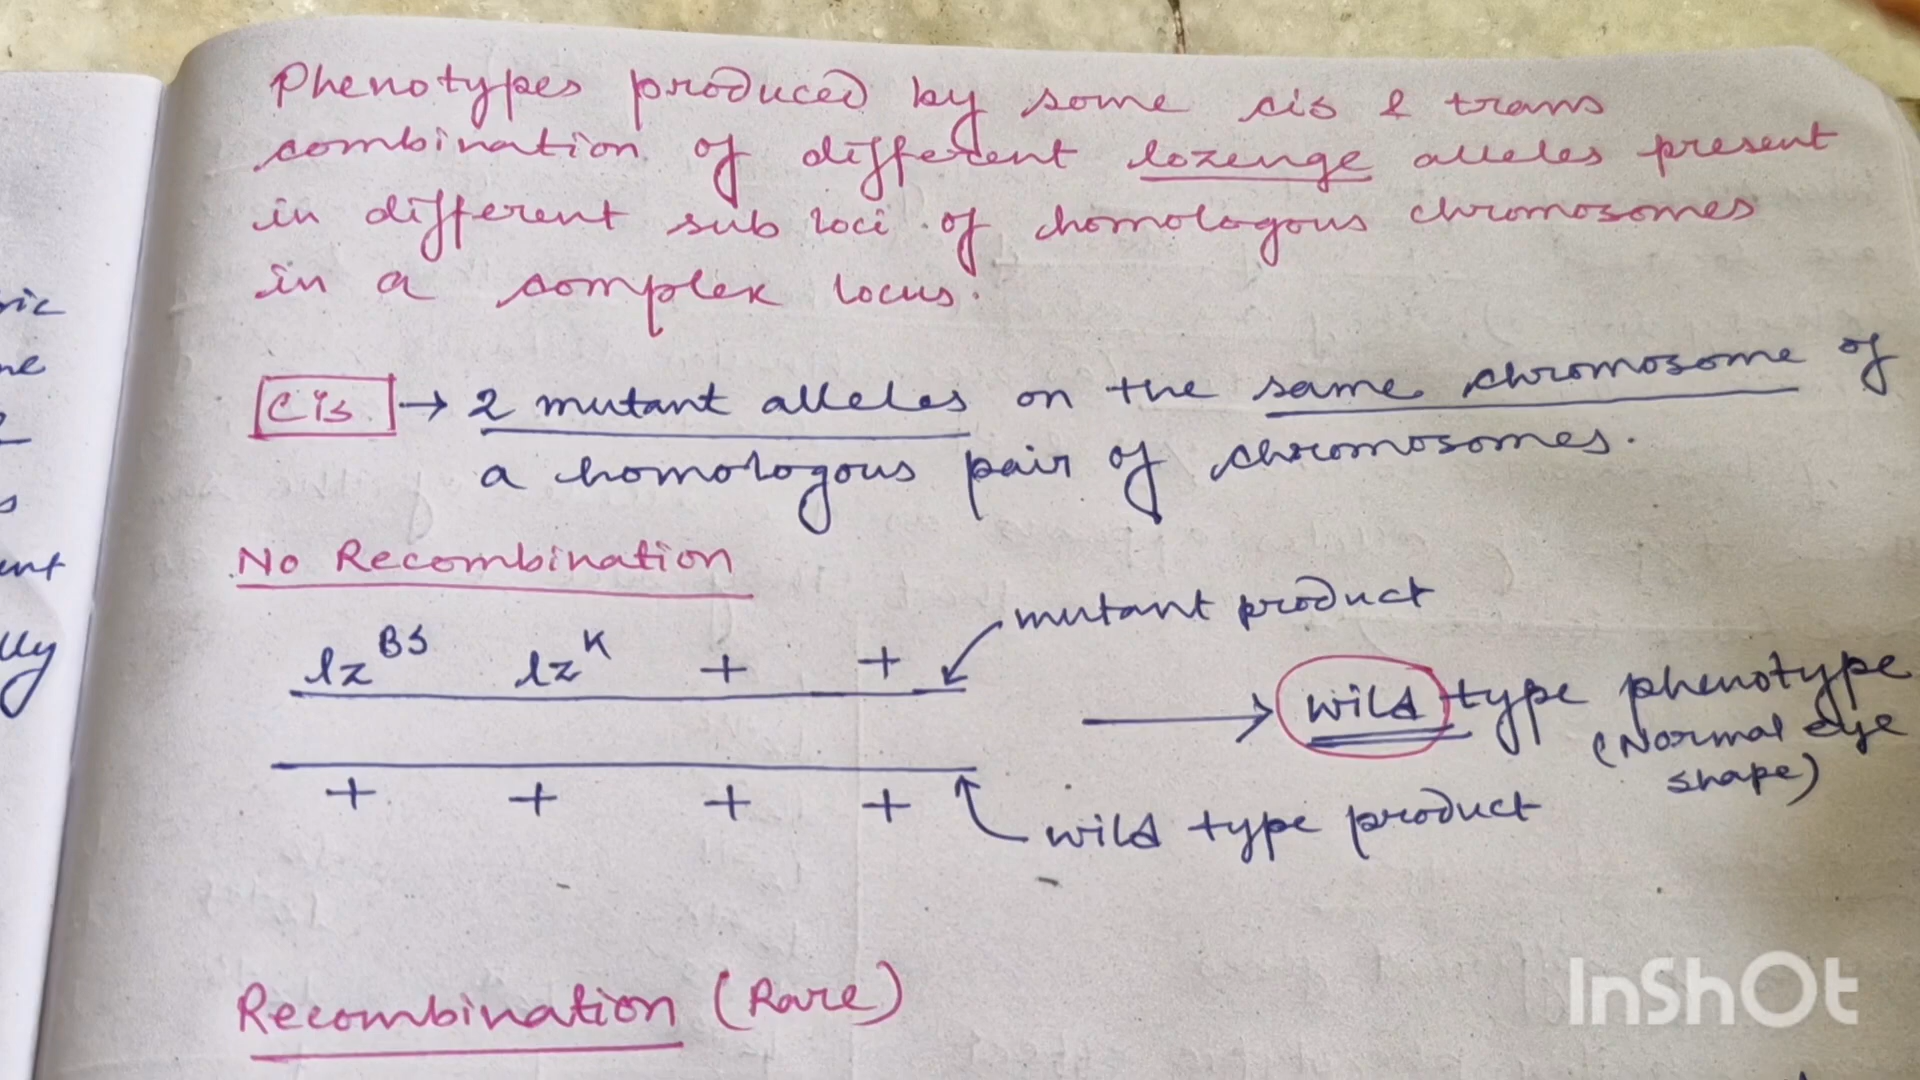 Phenotypes produced by some cis & trans
combination of different lozenge alleles present
in different sub loci of homologous chromosomes
in a complex locus.
Cis → 2 mutant alleles on the same chromosome of
a homologous pair of chromosomes.
No Recombination
mutant product
lz^BS lz^K + +
→ wild type phenotype
(Normal eye
shape)
+ + + +
wild type product
Recombination (Rare)
InShOt